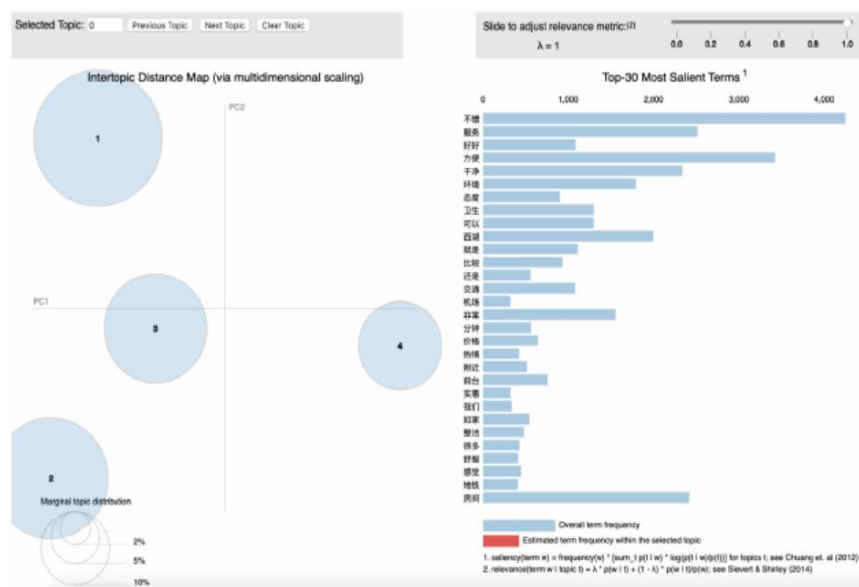 Selected Topic: 0 Previous Topic Next Topic Clear Topic
Slide to adjust relevance metric:(2)
λ = 1
0.0 0.2 0.4 0.6 0.8 1.0
Intertopic Distance Map (via multidimensional scaling)
PC2
PC1
1
3
4
2
Marginal topic distribution
2%
5%
10%
Top-30 Most Salient Terms 1
0 1,000 2,000 3,000 4,000
不错
服务
好好
方便
干净
环境
态度
卫生
可以
西湖
就是
比较
还是
交通
机场
非常
分钟
价格
热情
附近
前台
实惠
我们
如家
整洁
很多
舒服
感觉
地铁
房间
Overall term frequency
Estimated term frequency within the selected topic
1. saliency(term w) = frequency(w) * [sum_t p(t | w) * log(p(t | w)/p(t))] for topics t; see Chuang et. al (2012)
2. relevance(term w | topic t) = λ * p(w | t) + (1 - λ) * p(w | t)/p(w); see Sievert & Shirley (2014)